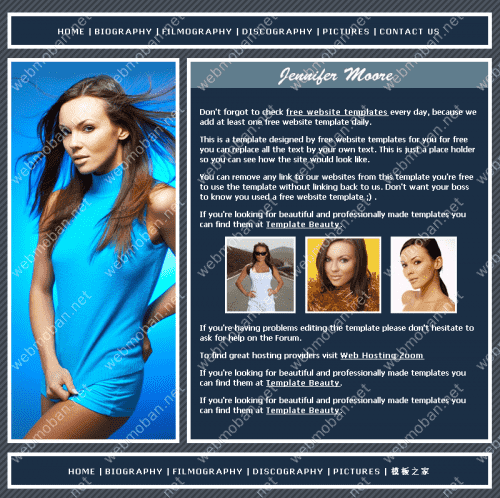 HOME | BIOGRAPHY | FILMOGRAPHY | DISCOGRAPHY | PICTURES | CONTACT US
Jennifer Moore
Don't forgot to check free website templates every day, because we
add at least one free website template daily.
This is a template designed by free website templates for you for free
you can replace all the text by your own text. This is just a place holder
so you can see how the site would look like.
You can remove any link to our websites from this template you're free
to use the template without linking back to us. Don't want your boss
to know you used a free website template ;) .
If you're looking for beautiful and professionally made templates you
can find them at Template Beauty.
If you're having problems editing the template please don't hesitate to
ask for help on the Forum.
To find great hosting providers visit Web Hosting Zoom
If you're looking for beautiful and professionally made templates you
can find them at Template Beauty.
If you're looking for beautiful and professionally made templates you
can find them at Template Beauty.
HOME | BIOGRAPHY | FILMOGRAPHY | DISCOGRAPHY | PICTURES | 模板之家
webmoban.net